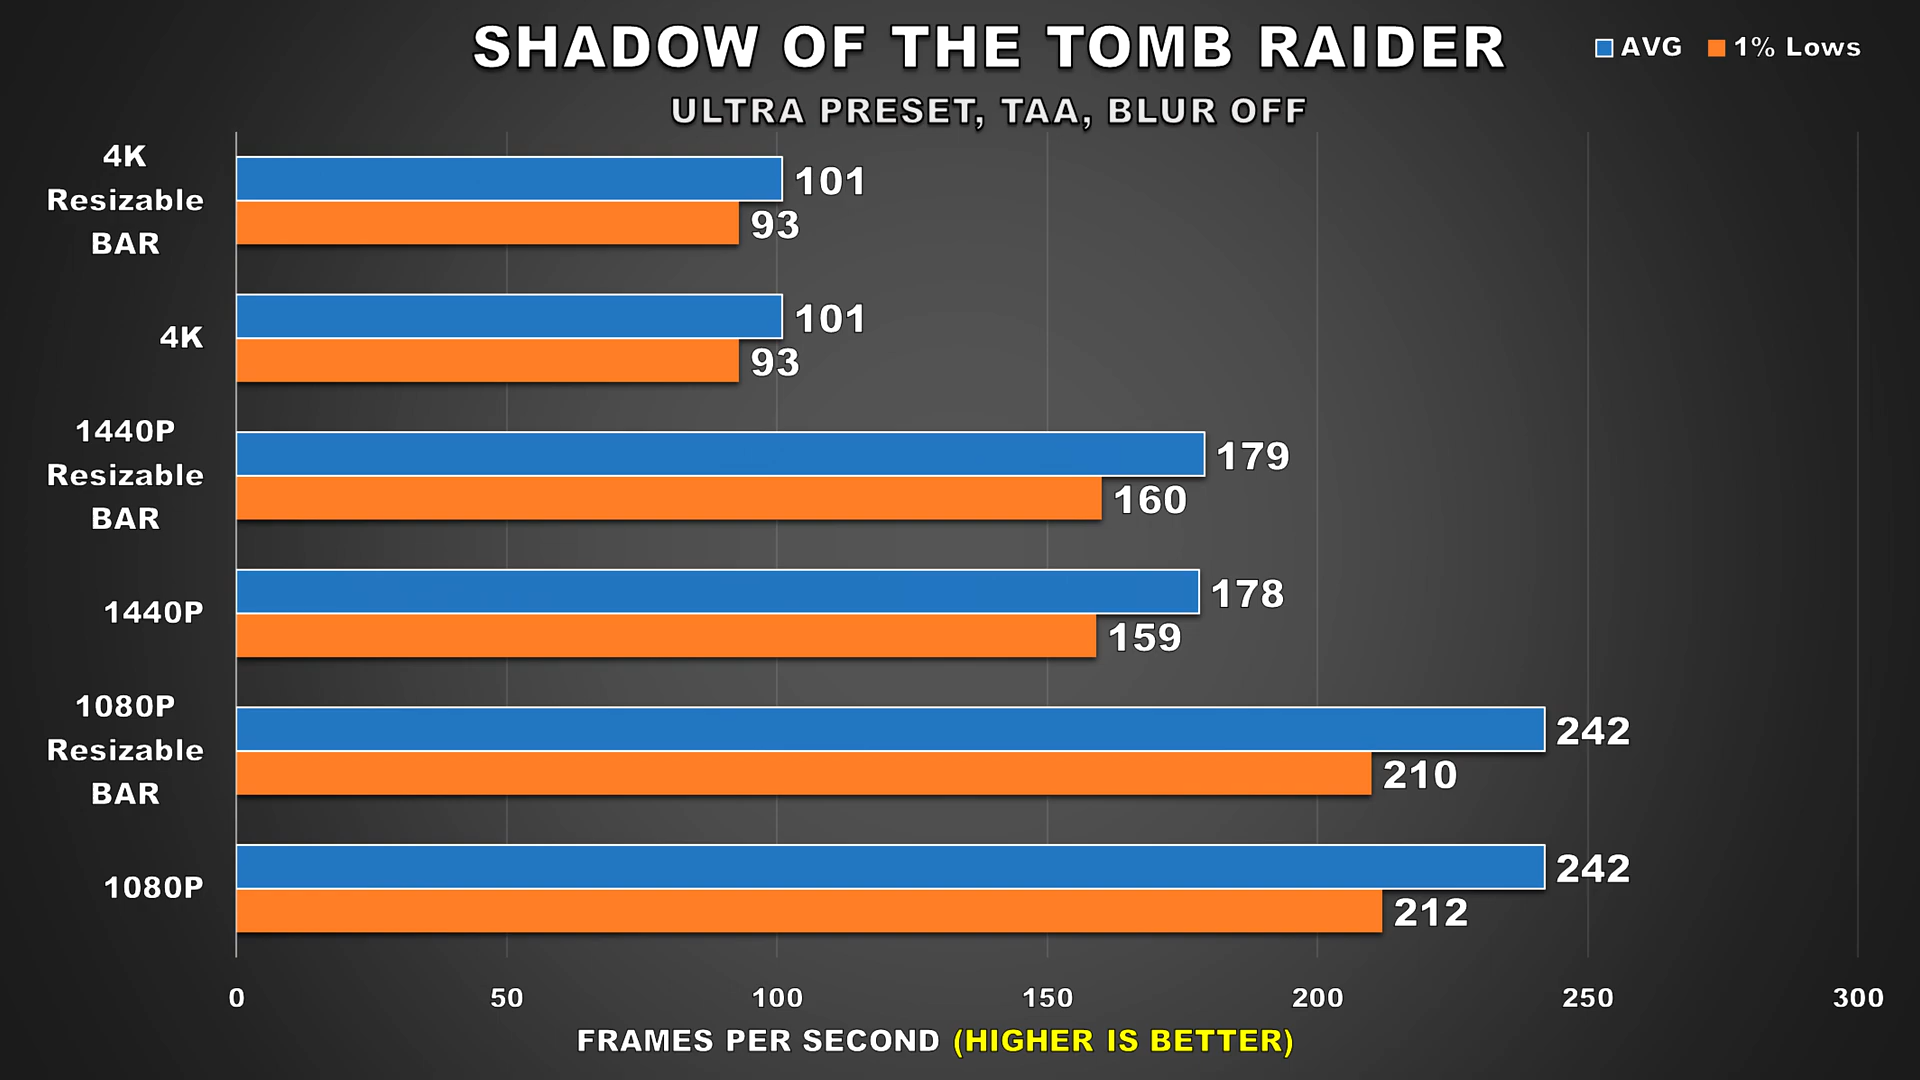 SHADOW OF THE TOMB RAIDER
AVG 1% Lows
ULTRA PRESET, TAA, BLUR OFF
4K
Resizable
BAR
101
93
4K
101
93
1440P
Resizable
BAR
179
160
1440P
178
159
1080P
Resizable
BAR
242
210
1080P
242
212
0 50 100 150 200 250 300
FRAMES PER SECOND (HIGHER IS BETTER)